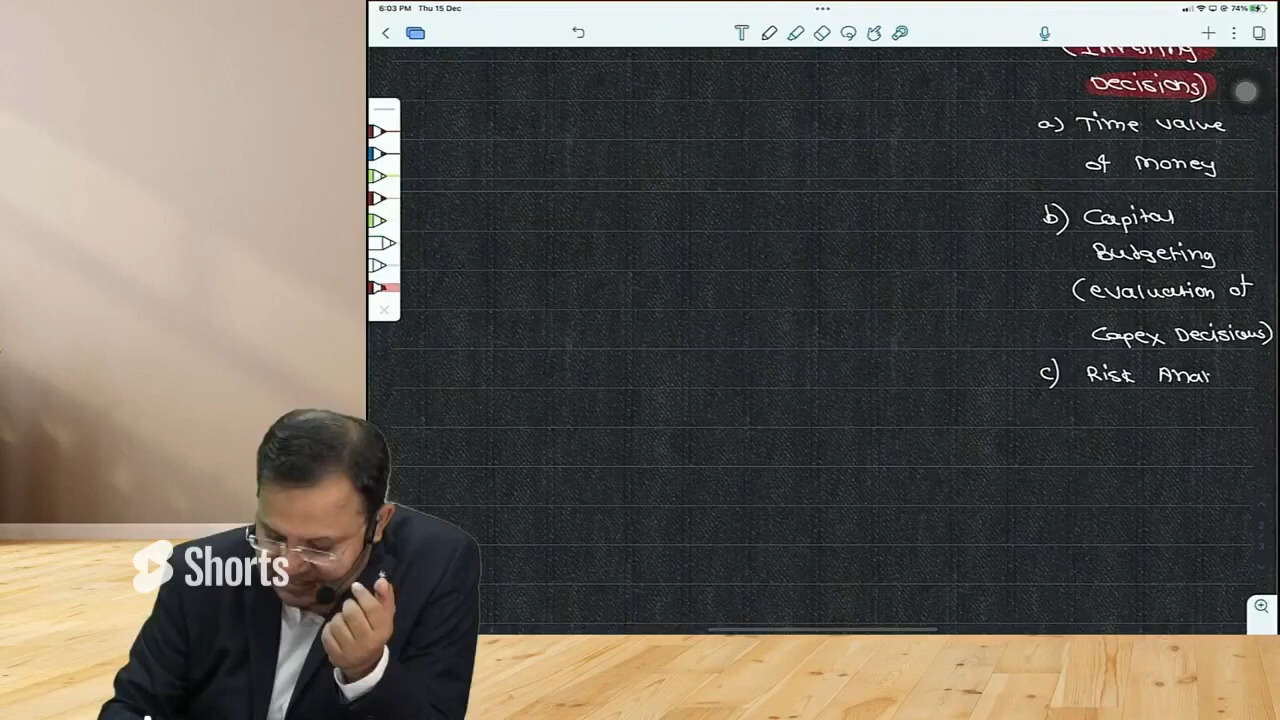 6:03 PM Thu 15 Dec
74%
Decisions)
a) Time value
of Money
b) Capital
Budgeting
(evaluation of
Capex Decisions)
c) Risk Anal
Shorts